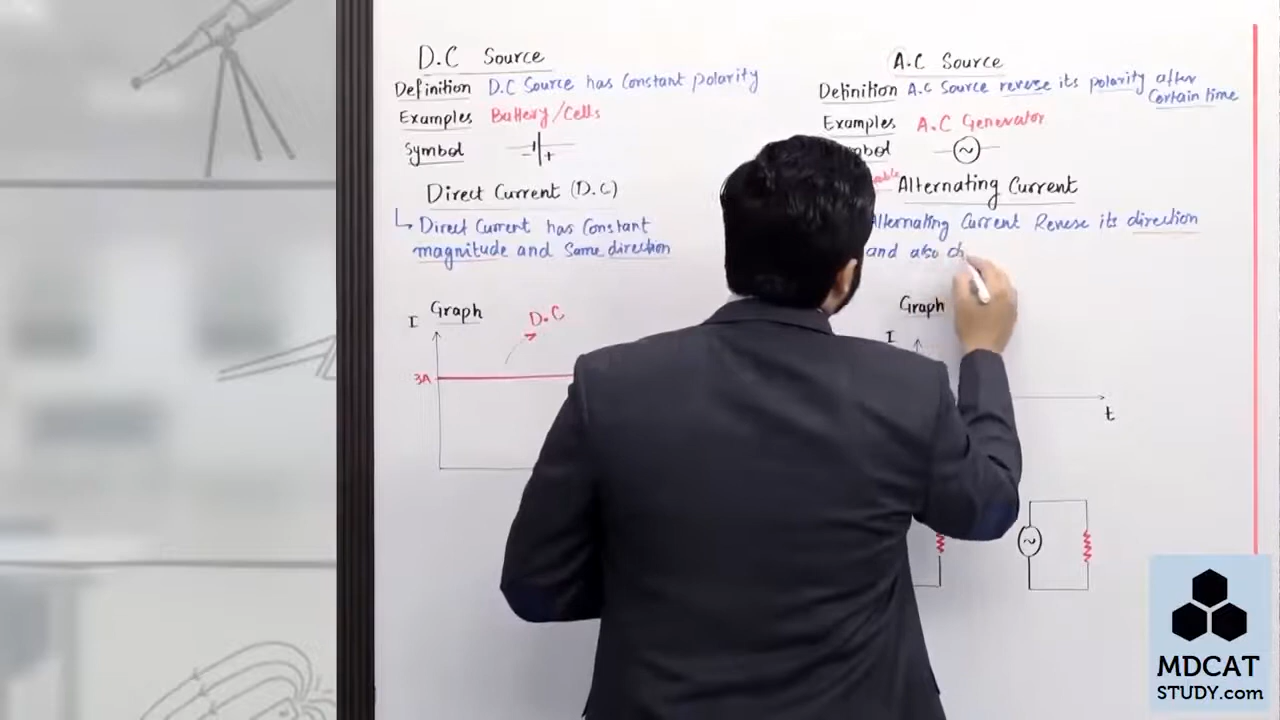 D.C Source
Definition D.C Source has Constant polarity
Examples Battery/Cells
Symbol
- +
Direct Current (D.C)
Direct Current has Constant
magnitude and Same direction
Graph
I
D.C
3A
A.C Source
Definition A.C Source reverse its polarity after
Certain time
Examples A.C Generator
~
Alternating Current
Alternating Current Reverse its direction
and also ch
Graph
I
t
~
MDCAT
STUDY.com